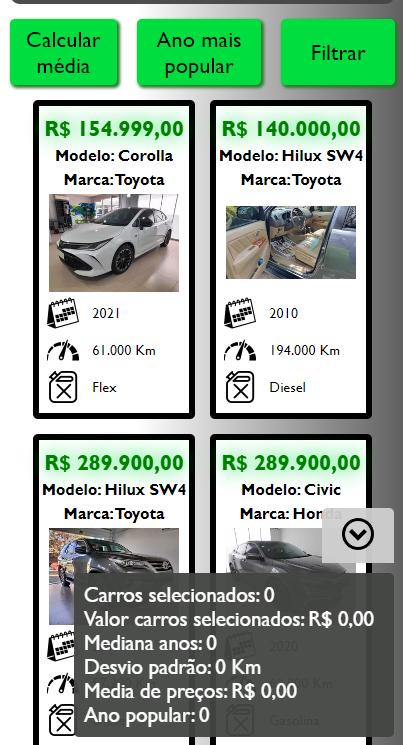 Calcular
média
Ano mais
popular
Filtrar
R$ 154.999,00
Modelo: Corolla
Marca: Toyota
2021
61.000 Km
Flex
R$ 140.000,00
Modelo: Hilux SW4
Marca: Toyota
2010
194.000 Km
Diesel
R$ 289.900,00
Modelo: Hilux SW4
Marca: Toyota
R$ 289.900,00
Modelo: Civic
Marca: Honda
2020
Km
Gasolina
Carros selecionados: 0
Valor carros selecionados: R$ 0,00
Mediana anos: 0
Desvio padrão: 0 Km
Media de preços: R$ 0,00
Ano popular: 0